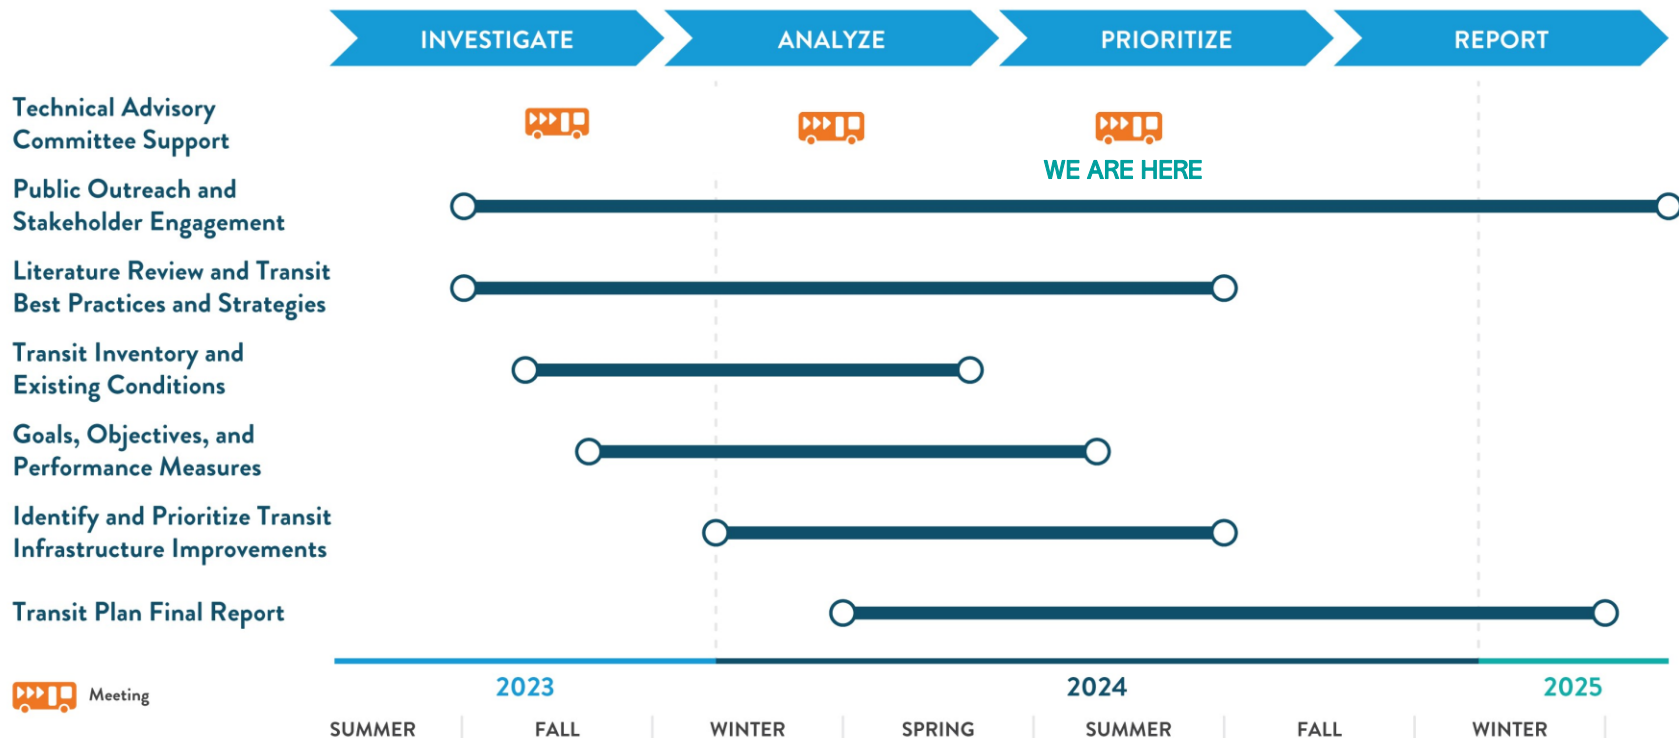 INVESTIGATE
ANALYZE
PRIORITIZE
REPORT
Technical Advisory
Committee Support
WE ARE HERE
Public Outreach and
Stakeholder Engagement
Literature Review and Transit
Best Practices and Strategies
Transit Inventory and
Existing Conditions
Goals, Objectives, and
Performance Measures
Identify and Prioritize Transit
Infrastructure Improvements
Transit Plan Final Report
Meeting
2023
2024
2025
SUMMER
FALL
WINTER
SPRING
SUMMER
FALL
WINTER